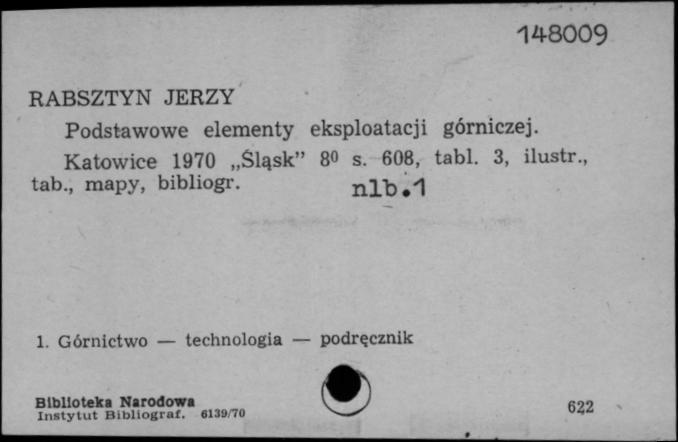 148009
RABSZTYN JERZY
Podstawowe elementy eksploatacji górniczej.
Katowice 1970 „Śląsk” 8⁰ s. 608, tabl. 3, ilustr.,
tab., mapy, bibliogr. nlb.1
1. Górnictwo — technologia — podręcznik
Biblioteka Narodowa
Instytut Bibliograf. 6139/70
622